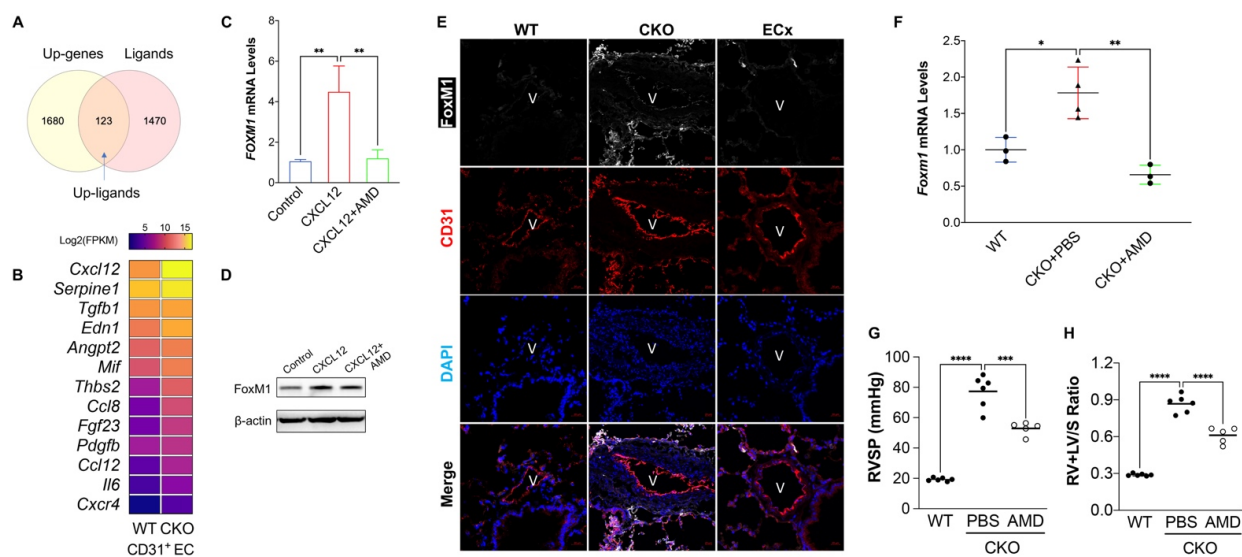 A
Up-genes
Ligands
1680
123
1470
Up-ligands
Log2(FPKM)
5 10 15
B
Cxcl12
Serpine1
Tgfb1
Edn1
Angpt2
Mif
Thbs2
Ccl8
Fgf23
Pdgfb
Ccl12
Il6
Cxcr4
WT CKO
CD31+ EC
C
FOXM1 mRNA Levels
8
6
4
2
0
** **
Control
CXCL12
CXCL12+AMD
D
Control
CXCL12
CXCL12+
AMD
FoxM1
β-actin
E
WT CKO ECx
FoxM1
V V V
CD31
V V V
DAPI
V V V
Merge
V V V
F
Foxm1 mRNA Levels
2.5
2.0
1.5
1.0
0.5
0
* **
WT
CKO+PBS
CKO+AMD
G
RVSP (mmHg)
100
80
60
40
20
0
**** ***
WT PBS AMD
CKO
H
RV+LV/S Ratio
1.2
0.9
0.6
0.3
0.0
**** ****
WT PBS AMD
CKO